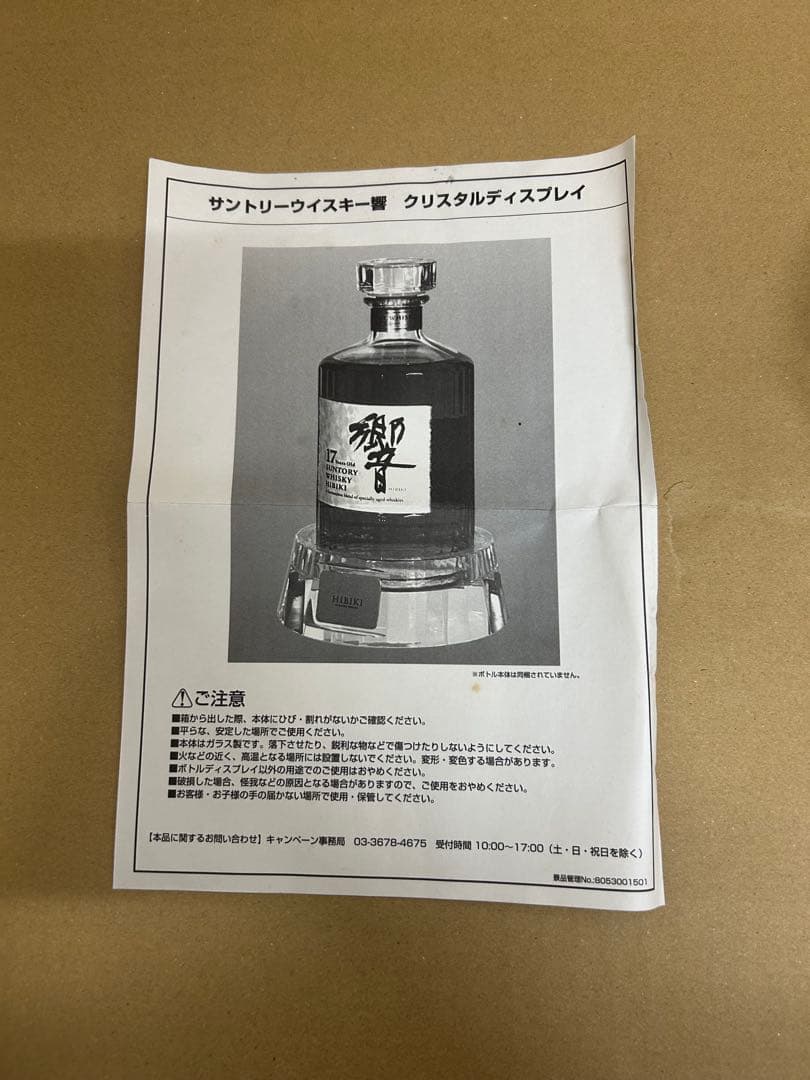 サントリーウイスキー響 クリスタルディスプレイ
WHIS
響
HIBIKI
17 Years Old
SUNTORY
WHISKY
HIBIKI
blend of specially aged whiskies
HIBIKI
※ボトル本体は同梱されていません。
ご注意
■箱から出した際、本体にひび・割れがないかご確認ください。
■平らな、安定した場所でご使用ください。
■本体はガラス製です。落下させたり、鋭利な物などで傷つけたりしないようにしてください。
■火などの近く、高温となる場所には設置しないでください。変形・変色する場合があります。
■ボトルディスプレイ以外の用途でのご使用はおやめください。
■破損した場合、怪我などの原因となる場合がありますので、ご使用をおやめください。
■お客様・お子様の手の届かない場所で使用・保管してください。
【本品に関するお問い合わせ】キャンペーン事務局 03-3678-4675 受付時間 10:00〜17:00（土・日・祝日を除く）
景品管理No.:8053001501